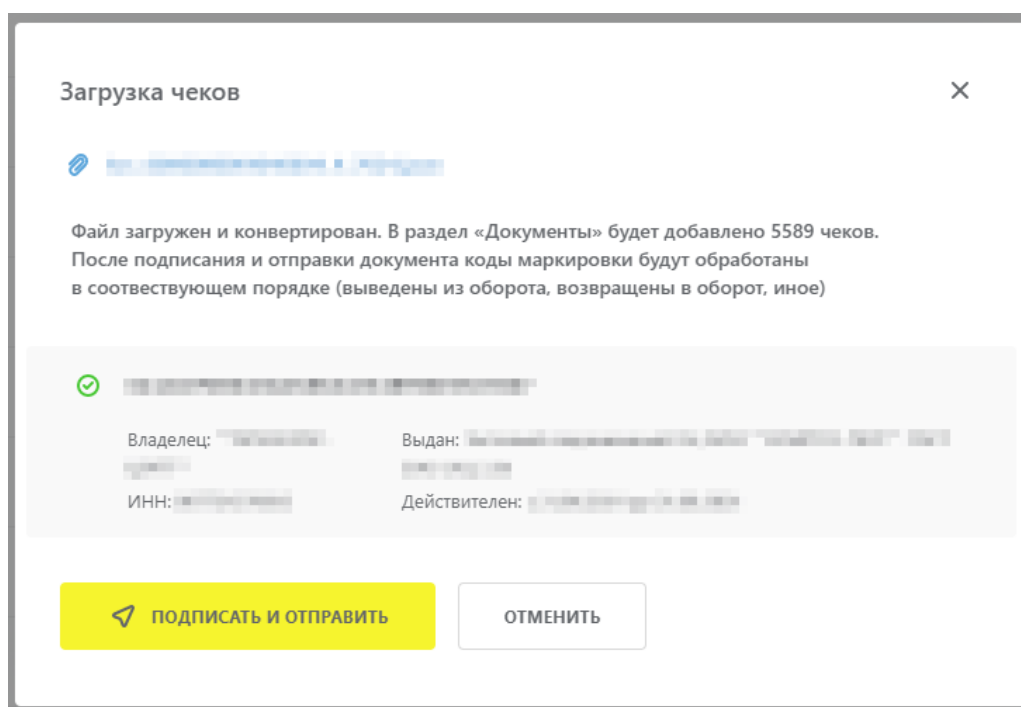 Загрузка чеков
Файл загружен и конвертирован. В раздел «Документы» будет добавлено 5589 чеков.
После подписания и отправки документа коды маркировки будут обработаны
в соотвествующем порядке (выведены из оборота, возвращены в оборот, иное)
Владелец: Выдан:
ИНН: Действителен:
ПОДПИСАТЬ И ОТПРАВИТЬ ОТМЕНИТЬ